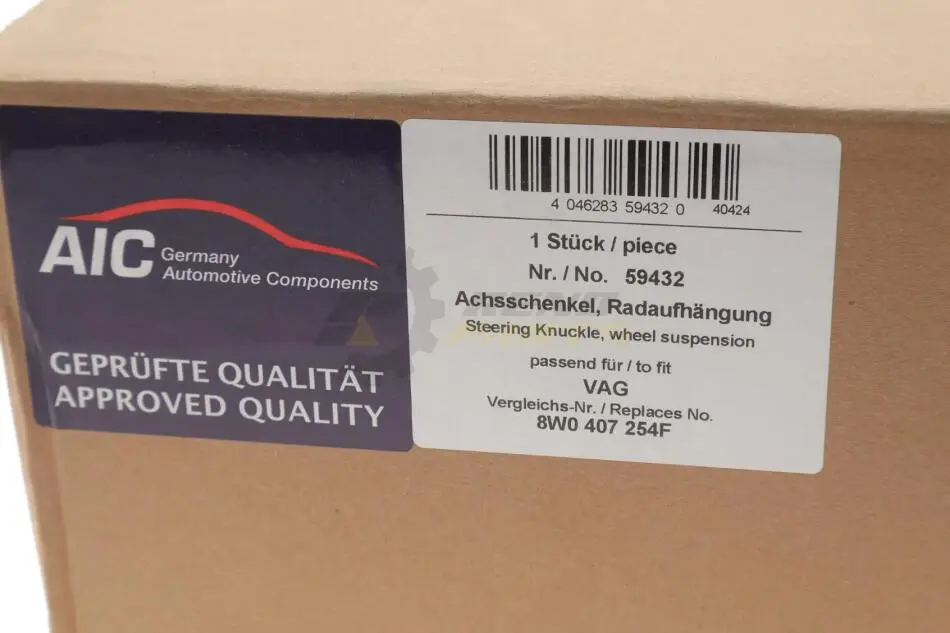 AIC Germany
Automotive Components
GEPRÜFTE QUALITÄT
APPROVED QUALITY
4 046283 59432 0 40424
1 Stück / piece
Nr. / No. 59432
Achsschenkel, Radaufhängung
Steering Knuckle, wheel suspension
passend für / to fit
VAG
Vergleichs-Nr. / Replaces No.
8W0 407 254F